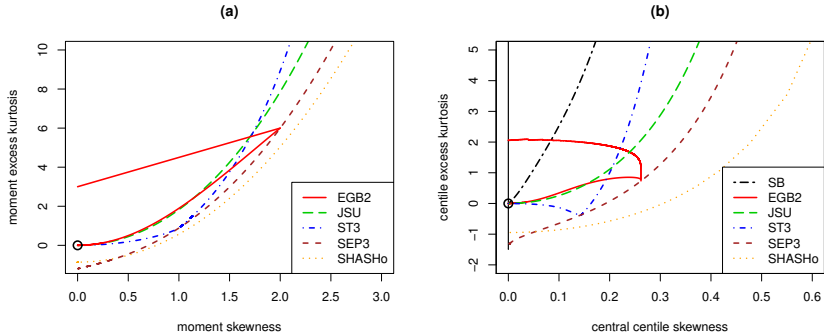 (a)
moment excess kurtosis
10
8
6
4
2
0
0.0 0.5 1.0 1.5 2.0 2.5 3.0
moment skewness
EGB2
JSU
ST3
SEP3
SHASHo
(b)
centile excess kurtosis
5
4
3
2
1
0
−1
−2
0.0 0.1 0.2 0.3 0.4 0.5 0.6
central centile skewness
SB
EGB2
JSU
ST3
SEP3
SHASHo